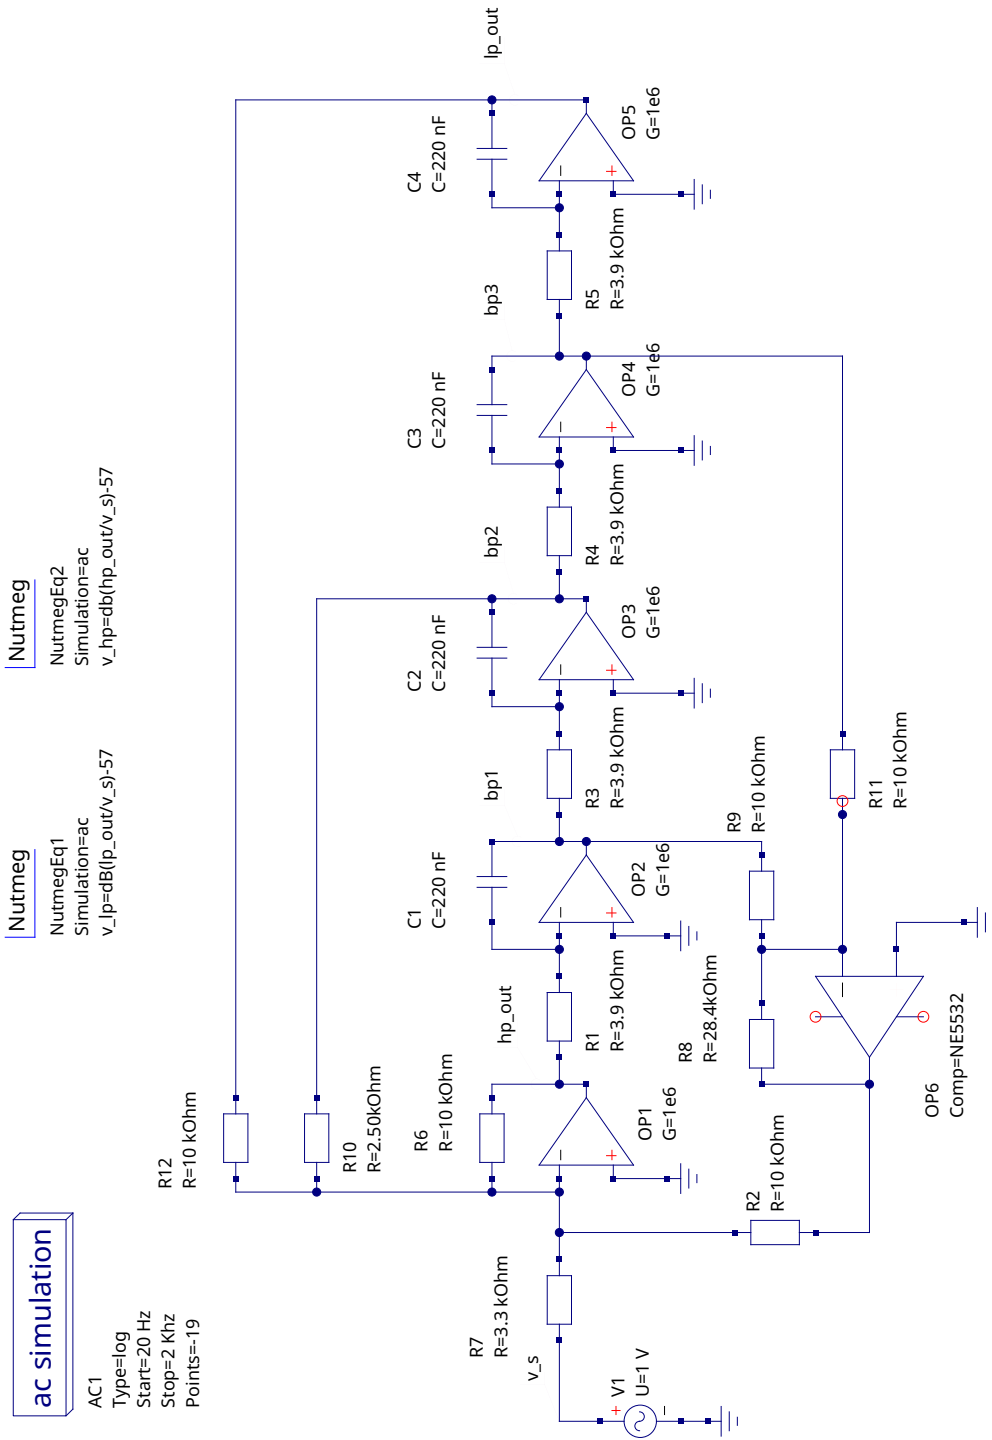 ac simulation
AC1
Type=log
Start=20 Hz
Stop=2 Khz
Points=-19
Nutmeg
NutmegEq1
Simulation=ac
v_lp=dB(lp_out/v_s)-57
Nutmeg
NutmegEq2
Simulation=ac
v_hp=db(hp_out/v_s)-57
R12
R=10 kOhm
R10
R=2.50kOhm
R6
R=10 kOhm
C1
C=220 nF
C2
C=220 nF
C3
C=220 nF
C4
C=220 nF
R7
R=3.3 kOhm
v_s
hp_out
bp1
bp2
bp3
lp_out
V1
U=1 V
OP1
G=1e6
R1
R=3.9 kOhm
OP2
G=1e6
R3
R=3.9 kOhm
OP3
G=1e6
R4
R=3.9 kOhm
OP4
G=1e6
R5
R=3.9 kOhm
OP5
G=1e6
R8
R=28.4kOhm
R9
R=10 kOhm
R2
R=10 kOhm
R11
R=10 kOhm
OP6
Comp=NE5532